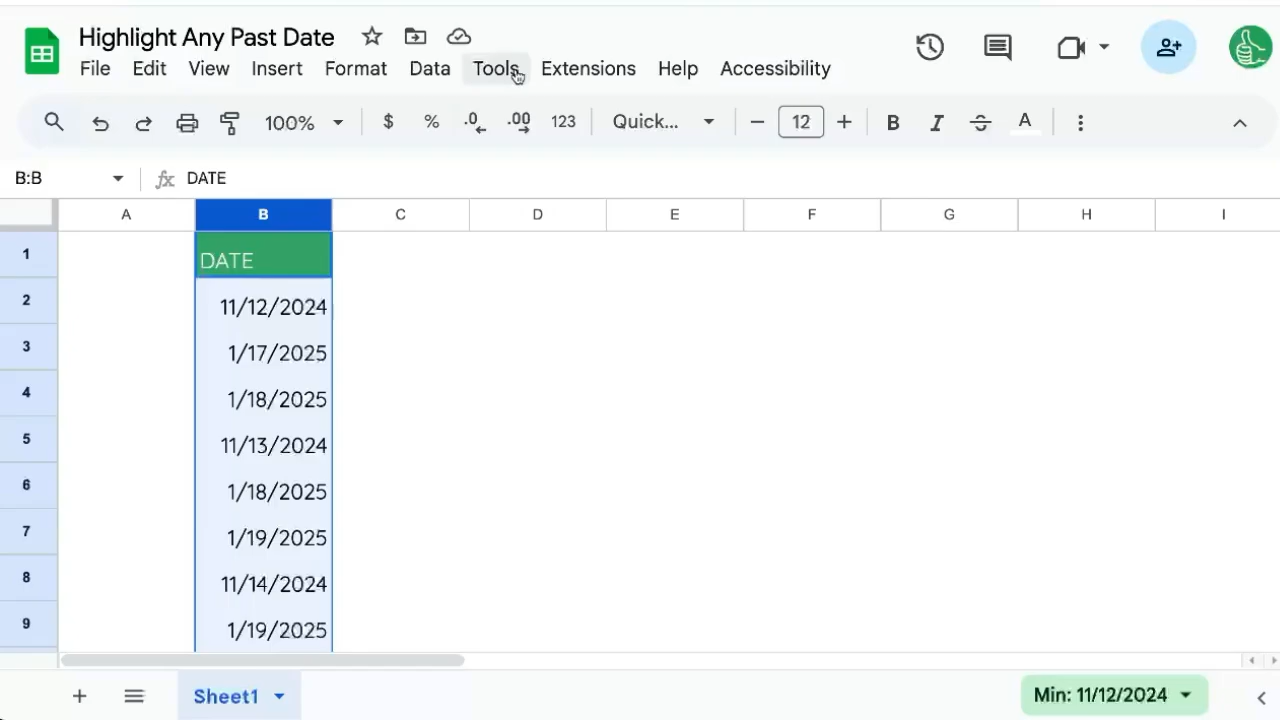 Highlight Any Past Date
File Edit View Insert Format Data Tools Extensions Help Accessibility
100% $ % .0 .00 123 Quick... 12 B I S A
B:B fx DATE
A B C D E F G H I
1 DATE
2 11/12/2024
3 1/17/2025
4 1/18/2025
5 11/13/2024
6 1/18/2025
7 1/19/2025
8 11/14/2024
9 1/19/2025
Sheet1 Min: 11/12/2024